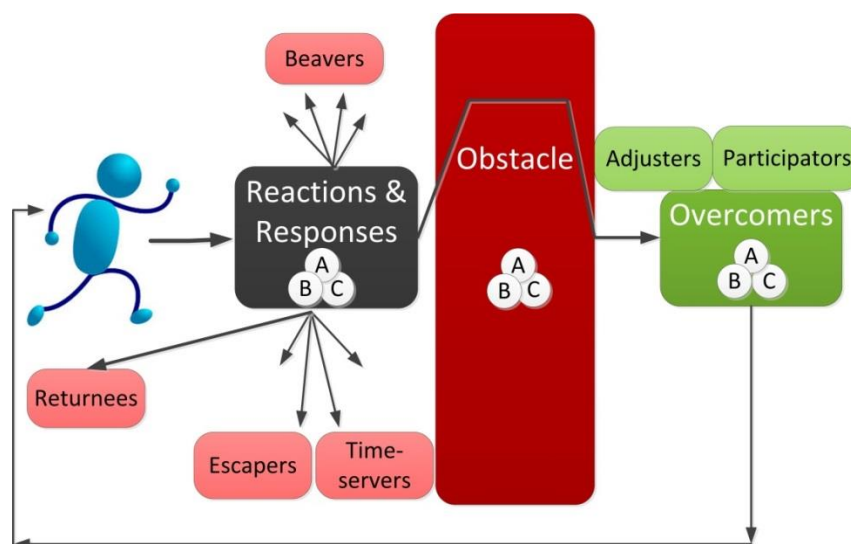 Beavers
Reactions &
Responses
A
B C
Obstacle
A
B C
Adjusters
Participators
Overcomers
A
B C
Returnees
Escapers
Time-
servers